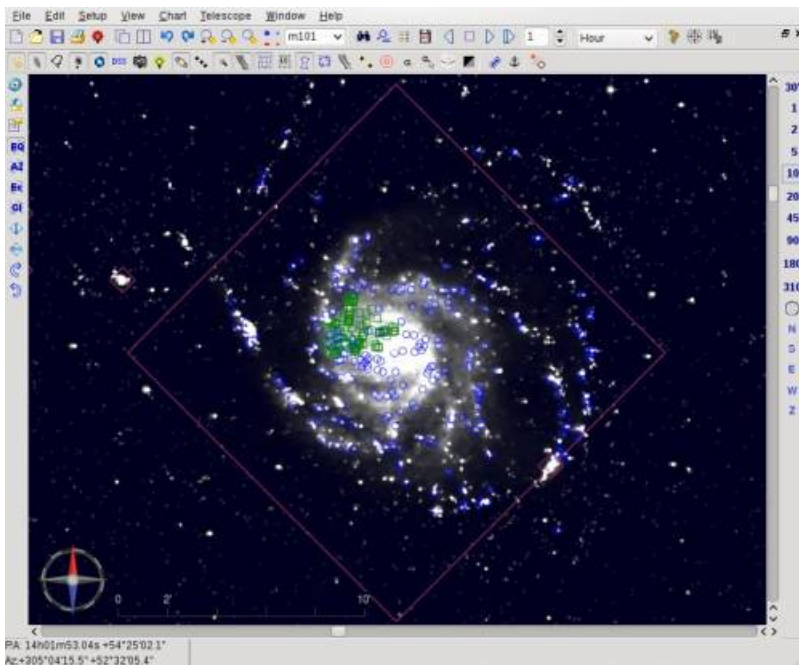 File Edit Setup View Chart Telescope Window Help
m101 1 Hour
DSS α
EQ
AZ
Ec
Gl
30'
1
2
5
10
20
45
90
180
310
N
S
E
W
Z
0 2' 10'
PA: 14h01m53.04s +54°25'02.1"
Az:+305°04'15.5" +52°32'05.4"